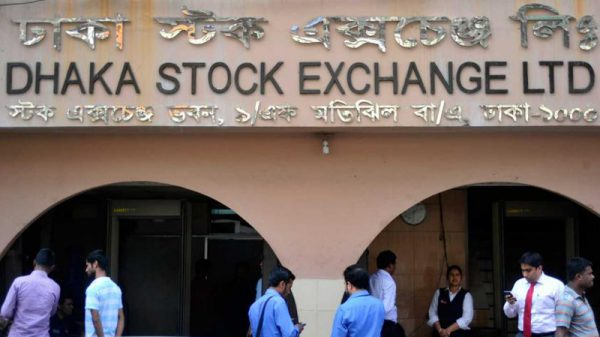 ঢাকা স্টক এক্সচেঞ্জ লিঃ
DHAKA STOCK EXCHANGE LTD
স্টক এক্সচেঞ্জ ভবন, ৯/এফ মতিঝিল বা/এ, ঢাকা-১০০০